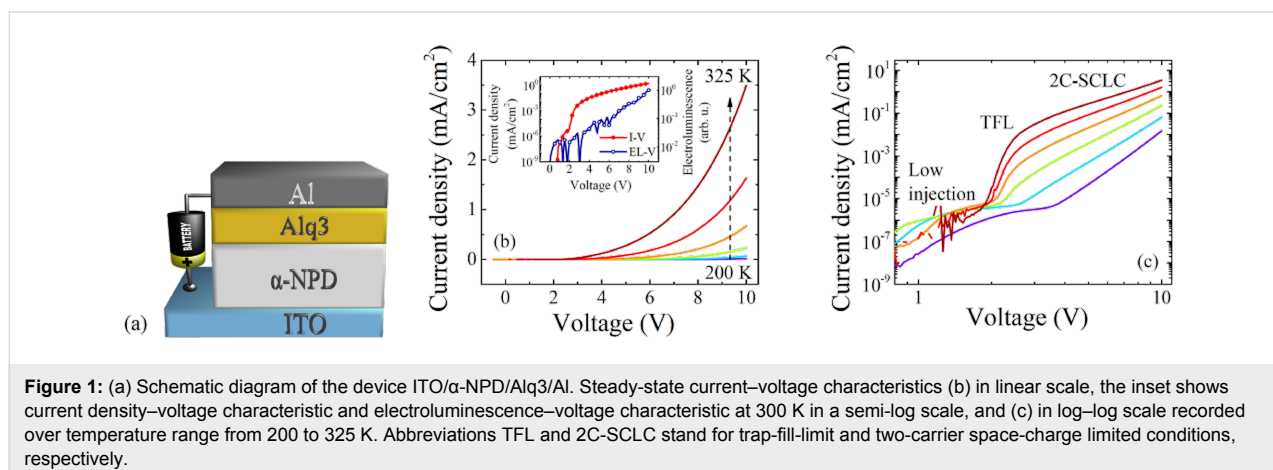 Al
Alq3
α-NPD
ITO
BATTERY
+
(a)
Current density (mA/cm²)
4
3
2
1
0
0 2 4 6 8 10
Voltage (V)
(b)
325 K
200 K
Current density
(mA/cm²)
10⁰
10⁻³
10⁻⁶
10⁻⁹
0 2 4 6 8 10
Voltage (V)
I-V
EL-V
10⁰
10⁻¹
10⁻²
Electroluminescence
(arb. u.)
Current density (mA/cm²)
10¹
10⁻¹
10⁻³
10⁻⁵
10⁻⁷
10⁻⁹
1 10
Voltage (V)
2C-SCLC
TFL
Low
injection
(c)
Figure 1: (a) Schematic diagram of the device ITO/α-NPD/Alq3/Al. Steady-state current–voltage characteristics (b) in linear scale, the inset shows
current density–voltage characteristic and electroluminescence–voltage characteristic at 300 K in a semi-log scale, and (c) in log–log scale recorded
over temperature range from 200 to 325 K. Abbreviations TFL and 2C-SCLC stand for trap-fill-limit and two-carrier space-charge limited conditions,
respectively.